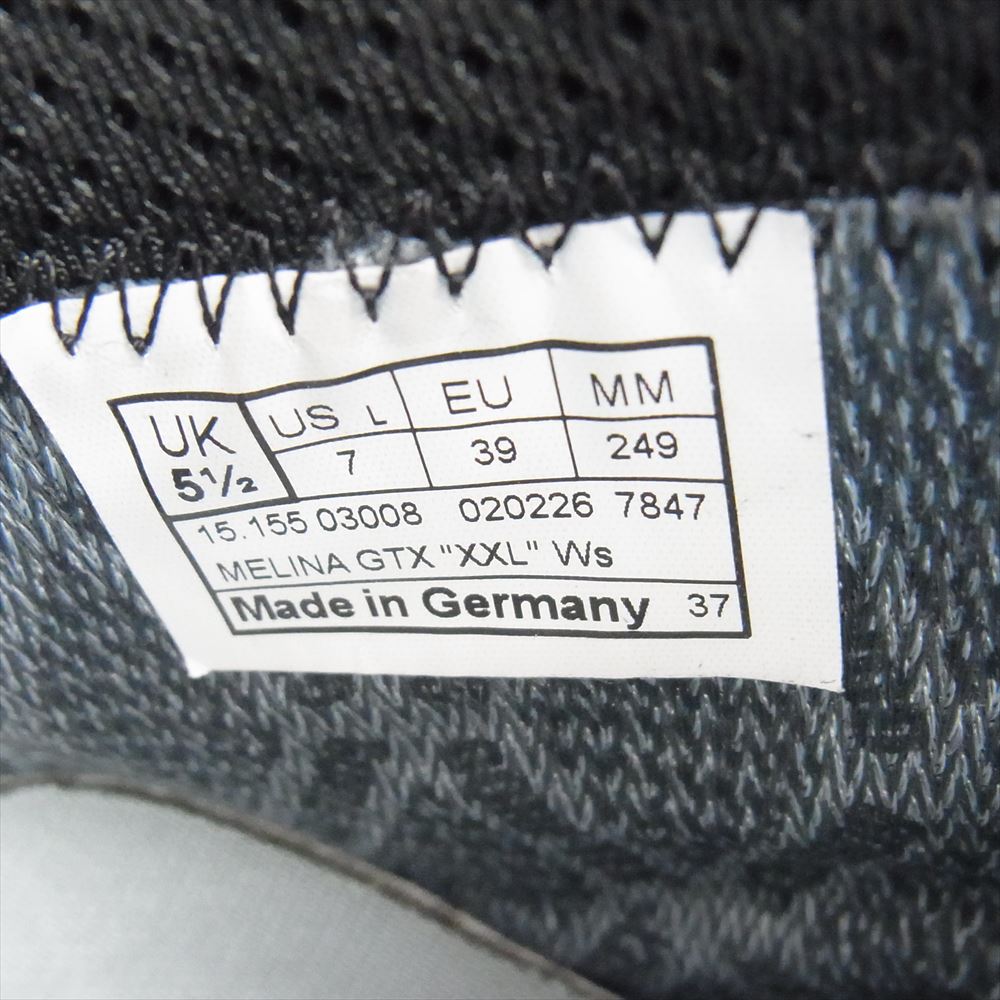 UK US L EU MM
5½ 7 39 249
15.155 03008 020226 7847
MELINA GTX "XXL" Ws
Made in Germany 37